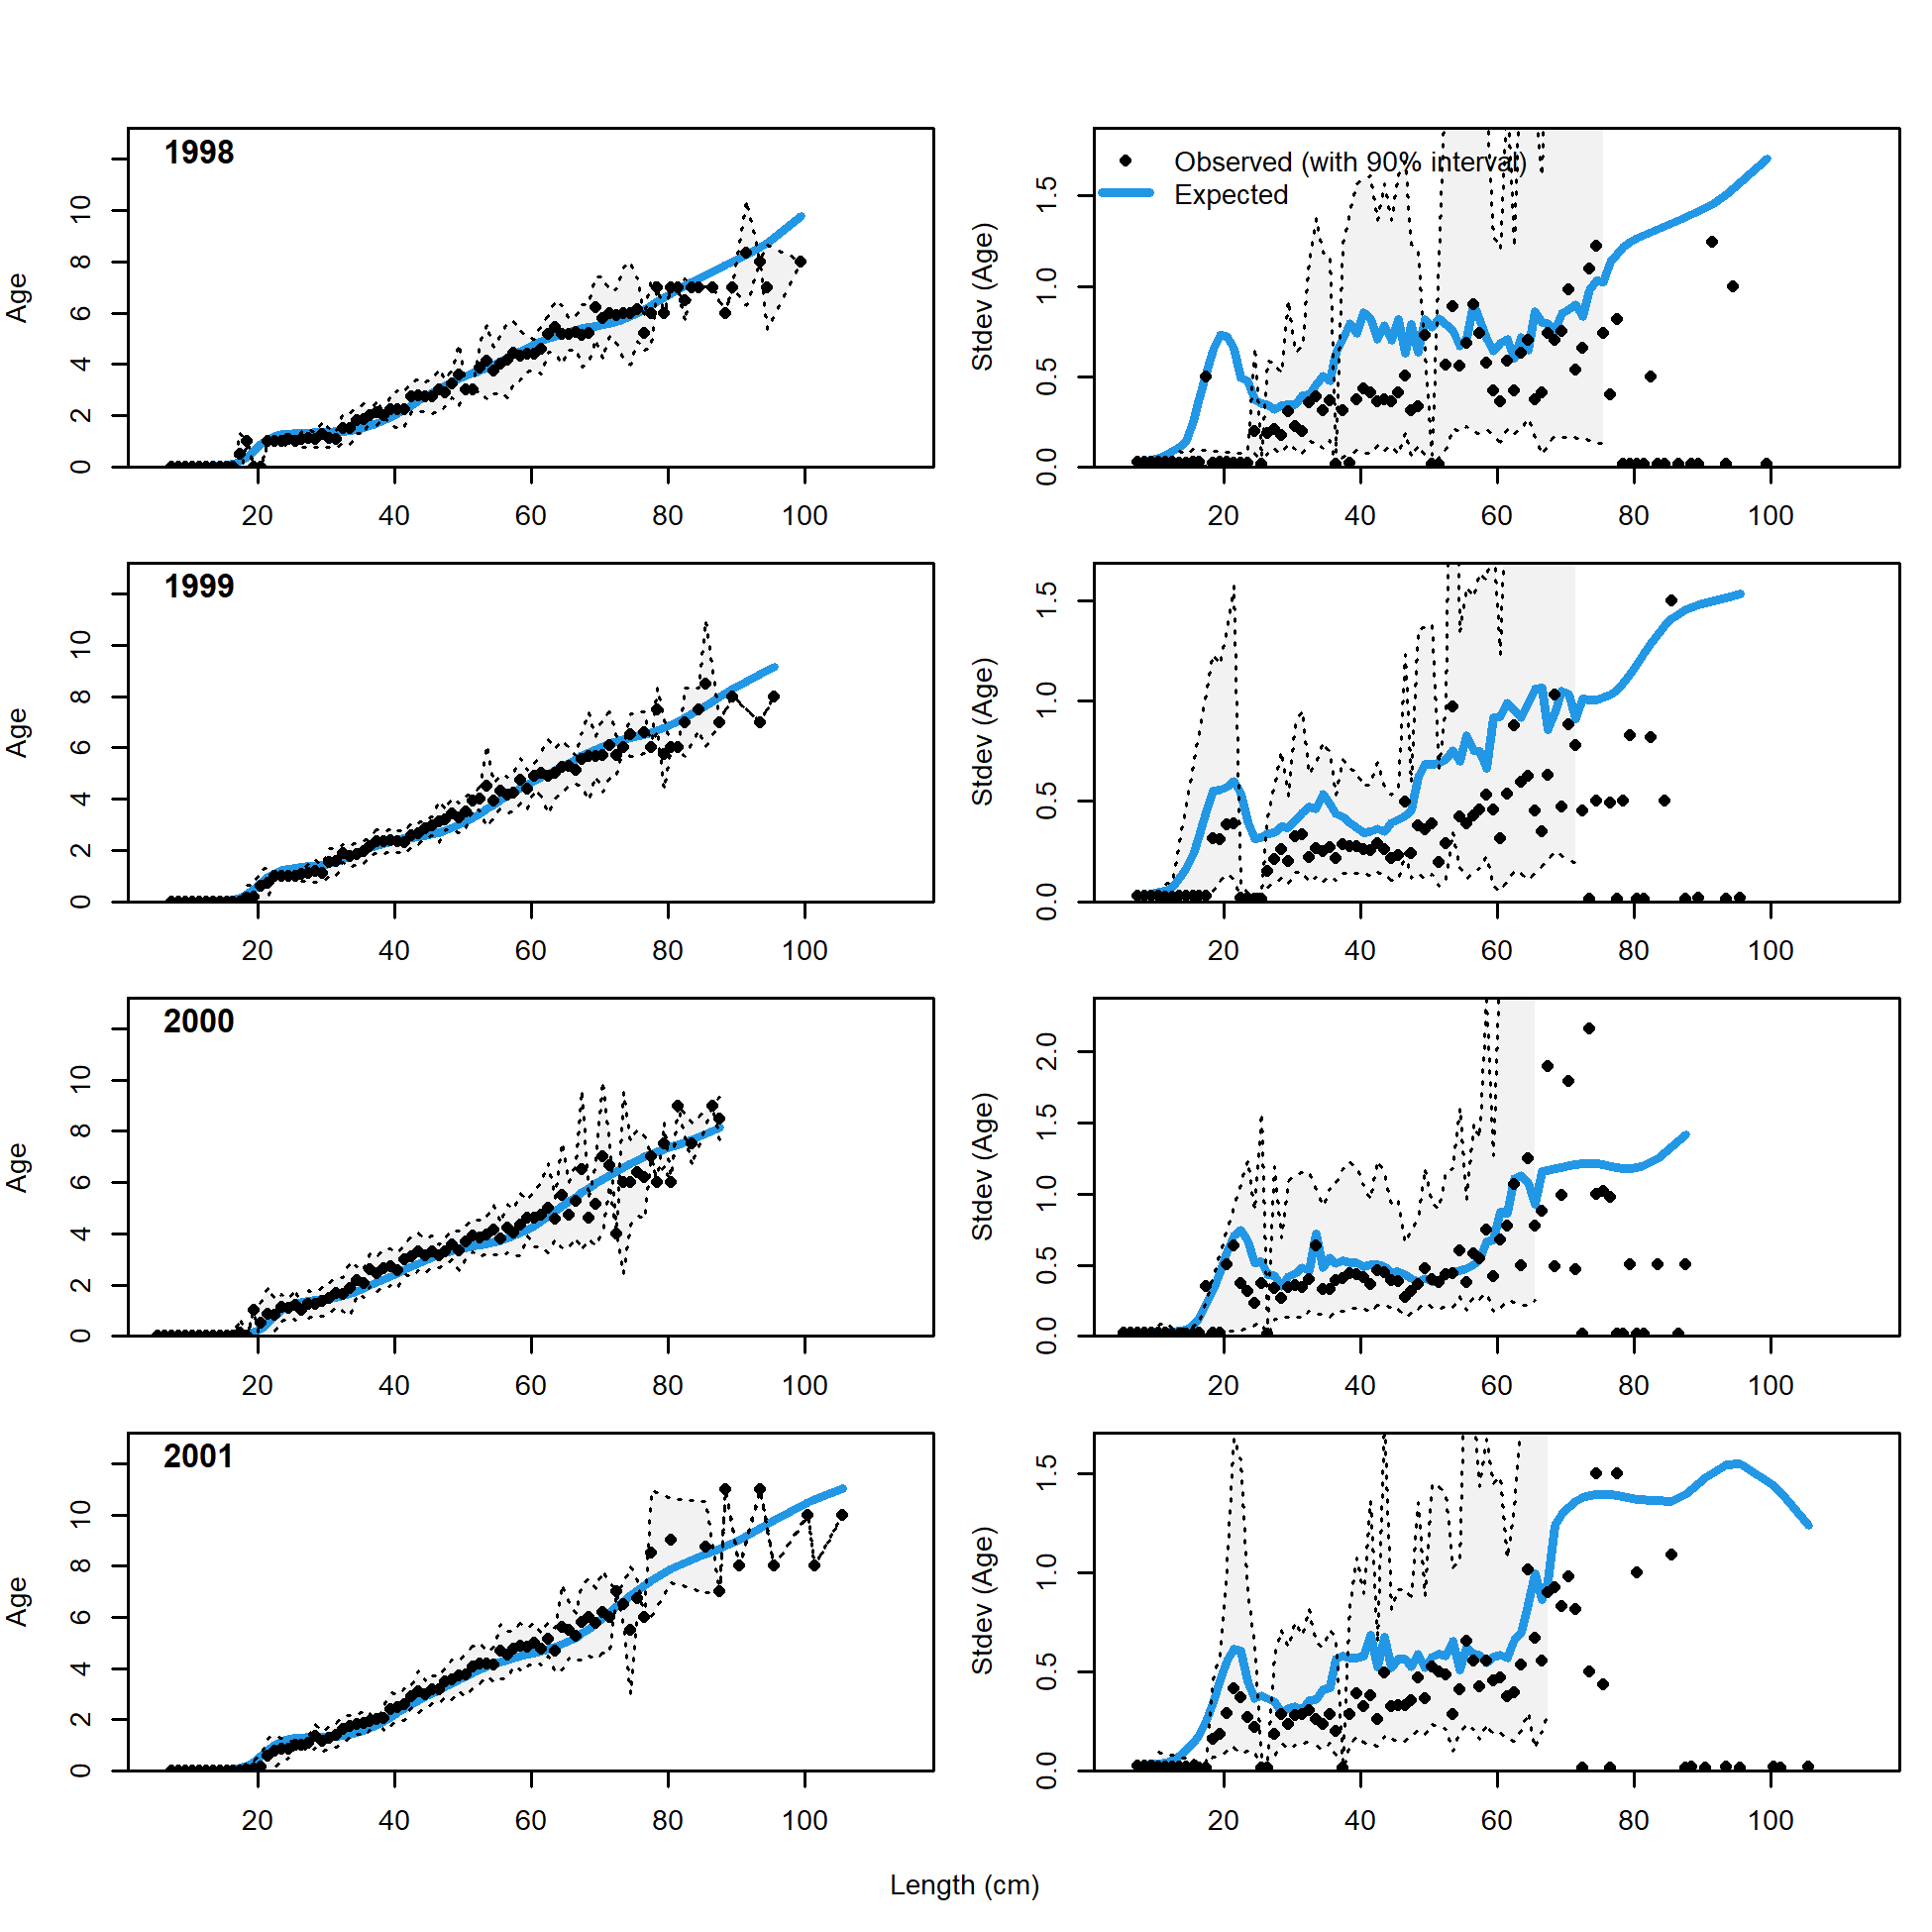 1998
Age
0 2 4 6 8 10
20 40 60 80 100
Observed (with 90% interval)
Expected
Stdev (Age)
0.0 0.5 1.0 1.5
20 40 60 80 100
1999
Age
0 2 4 6 8 10
20 40 60 80 100
Stdev (Age)
0.0 0.5 1.0 1.5
20 40 60 80 100
2000
Age
0 2 4 6 8 10
20 40 60 80 100
Stdev (Age)
0.0 0.5 1.0 1.5 2.0
20 40 60 80 100
2001
Age
0 2 4 6 8 10
20 40 60 80 100
Stdev (Age)
0.0 0.5 1.0 1.5
20 40 60 80 100
Length (cm)